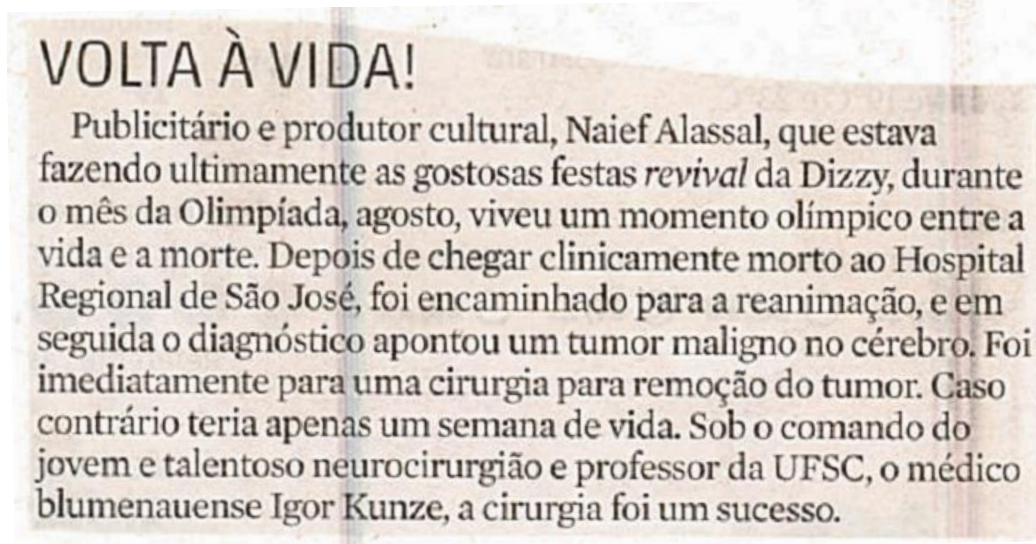 VOLTA À VIDA!
Publicitário e produtor cultural, Naief Alassal, que estava
fazendo ultimamente as gostosas festas revival da Dizzy, durante
o mês da Olimpíada, agosto, viveu um momento olímpico entre a
vida e a morte. Depois de chegar clinicamente morto ao Hospital
Regional de São José, foi encaminhado para a reanimação, e em
seguida o diagnóstico apontou um tumor maligno no cérebro. Foi
imediatamente para uma cirurgia para remoção do tumor. Caso
contrário teria apenas um semana de vida. Sob o comando do
jovem e talentoso neurocirurgião e professor da UFSC, o médico
blumenauense Igor Kunze, a cirurgia foi um sucesso.